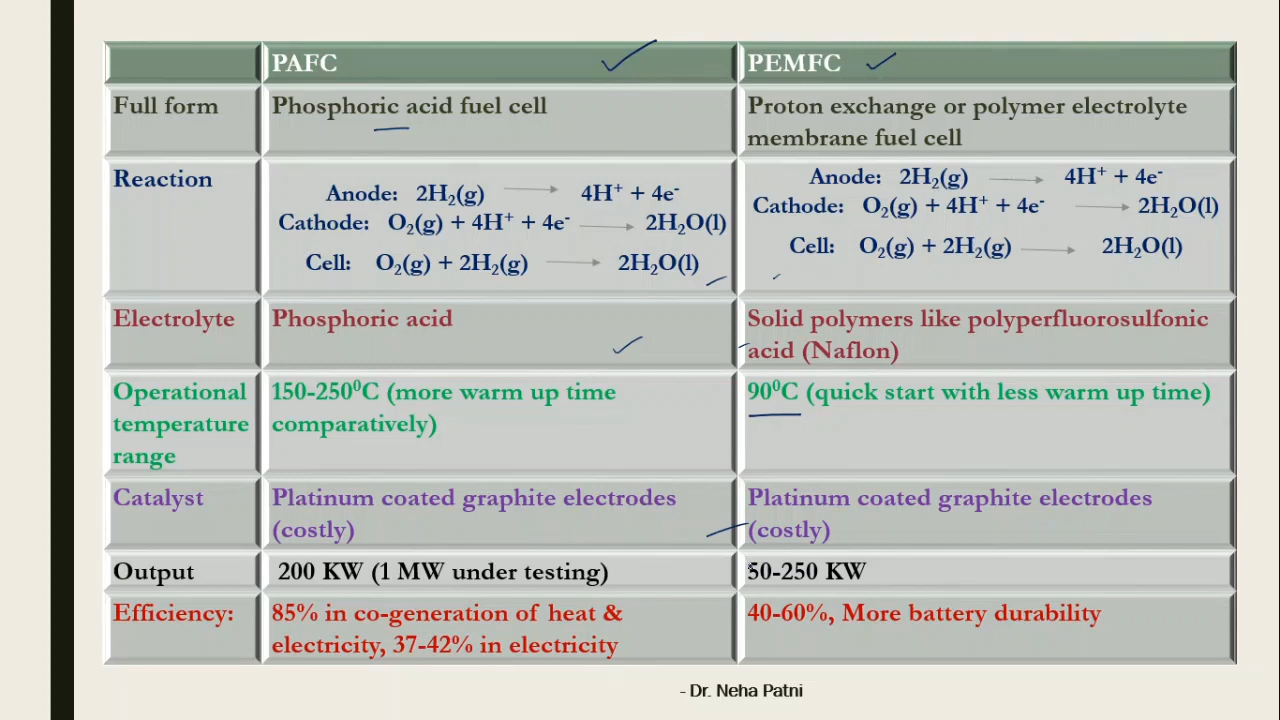 PAFC PEMFC
Full form Phosphoric acid fuel cell Proton exchange or polymer electrolyte
membrane fuel cell
Reaction
Anode: 2H₂(g) → 4H⁺ + 4e⁻
Cathode: O₂(g) + 4H⁺ + 4e⁻ → 2H₂O(l)
Cell: O₂(g) + 2H₂(g) → 2H₂O(l)
Anode: 2H₂(g) → 4H⁺ + 4e⁻
Cathode: O₂(g) + 4H⁺ + 4e⁻ → 2H₂O(l)
Cell: O₂(g) + 2H₂(g) → 2H₂O(l)
Electrolyte Phosphoric acid Solid polymers like polyperfluorosulfonic
acid (Naflon)
Operational
temperature
range
150-250⁰C (more warm up time
comparatively)
90⁰C (quick start with less warm up time)
Catalyst
Platinum coated graphite electrodes
(costly)
Platinum coated graphite electrodes
(costly)
Output 200 KW (1 MW under testing) 50-250 KW
Efficiency:
85% in co-generation of heat &
electricity, 37-42% in electricity
40-60%, More battery durability
- Dr. Neha Patni